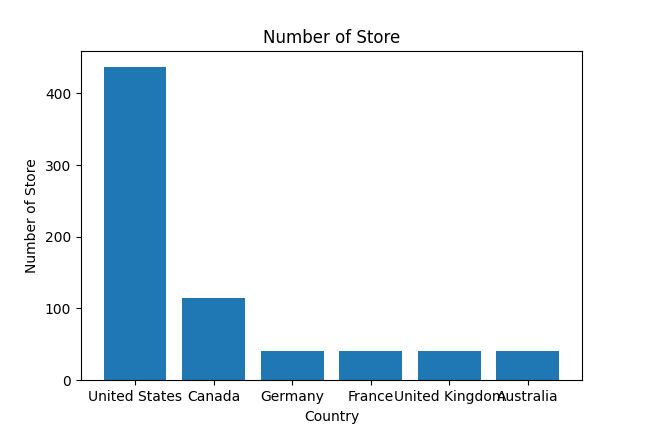 Number of Store
Number of Store
400
300
200
100
0
United States Canada Germany France United Kingdom Australia
Country